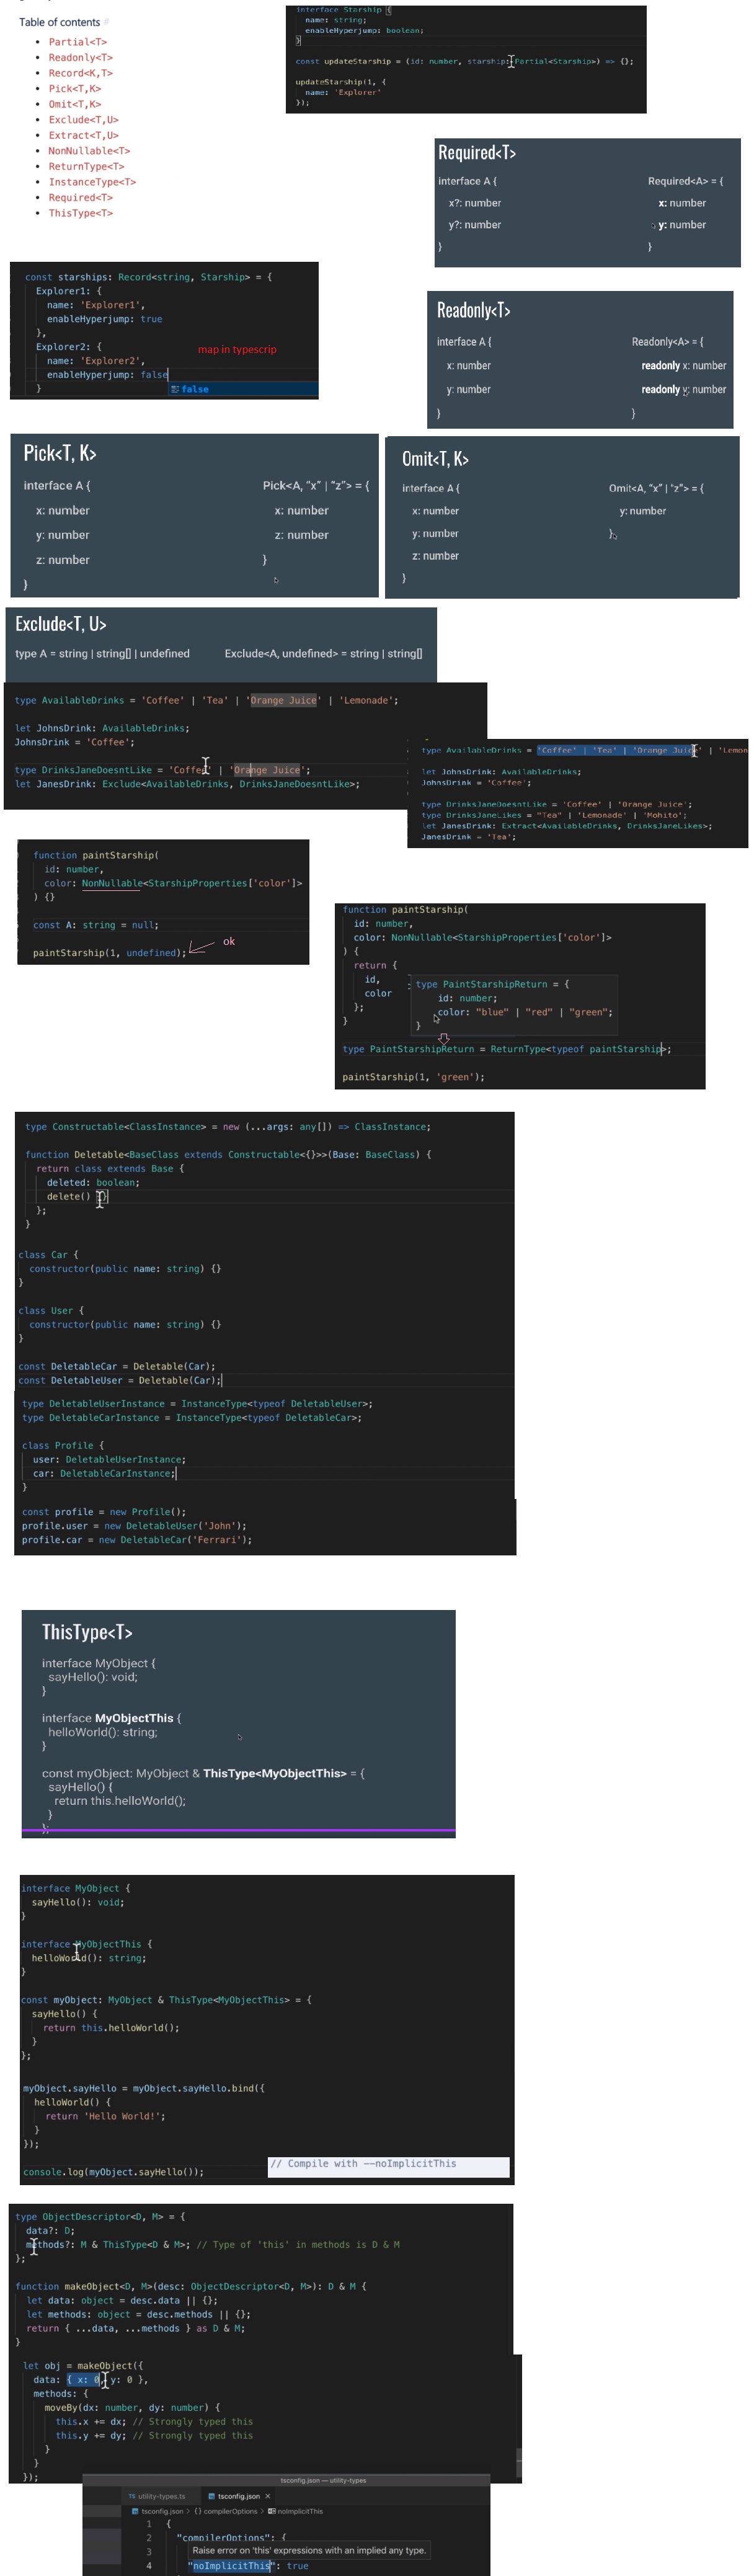 Table of contents #
Partial<T>
Readonly<T>
Record<K,T>
Pick<T,K>
Omit<T,K>
Exclude<T,U>
Extract<T,U>
NonNullable<T>
ReturnType<T>
InstanceType<T>
Required<T>
ThisType<T>
interface Starship {
name: string;
enableHyperjump: boolean;
}
const updateStarship = (id: number, starship: Partial<Starship>) => {};
updateStarship(1, {
name: 'Explorer'
});
Required<T>
interface A {
x?: number
y?: number
}
Required<A> = {
x: number
y: number
}
const starships: Record<string, Starship> = {
Explorer1: {
name: 'Explorer1',
enableHyperjump: true
},
Explorer2: {
name: 'Explorer2',
enableHyperjump: false
}
false
map in typescrip
Readonly<T>
interface A {
x: number
y: number
}
Readonly<A> = {
readonly x: number
readonly y: number
}
Pick<T, K>
interface A {
x: number
y: number
z: number
}
Pick<A, “x” | “z”> = {
x: number
z: number
}
Omit<T, K>
interface A {
x: number
y: number
z: number
}
Omit<A, “x” | “z”> = {
y: number
}
Exclude<T, U>
type A = string | string[] | undefined
Exclude<A, undefined> = string | string[]
type AvailableDrinks = 'Coffee' | 'Tea' | 'Orange Juice' | 'Lemonade';
let JohnsDrink: AvailableDrinks;
JohnsDrink = 'Coffee';
type DrinksJaneDoesntLike = 'Coffee' | 'Orange Juice';
let JanesDrink: Exclude<AvailableDrinks, DrinksJaneDoesntLike>;
type AvailableDrinks = 'Coffee' | 'Tea' | 'Orange Juice' | 'Lemon
let JohnsDrink: AvailableDrinks;
JohnsDrink = 'Coffee';
type DrinksJaneDoesntLike = 'Coffee' | 'Orange Juice';
type DrinksJaneLikes = "Tea" | 'Lemonade' | 'Mohito';
let JanesDrink: Extract<AvailableDrinks, DrinksJaneLikes>;
JanesDrink = 'Tea';
function paintStarship(
id: number,
color: NonNullable<StarshipProperties['color']>
) {}
const A: string = null;
paintStarship(1, undefined);
ok
function paintStarship(
id: number,
color: NonNullable<StarshipProperties['color']>
) {
return {
id,
color
};
}
type PaintStarshipReturn = {
id: number;
color: "blue" | "red" | "green";
}
type PaintStarshipReturn = ReturnType<typeof paintStarship>;
paintStarship(1, 'green');
type Constructable<ClassInstance> = new (...args: any[]) => ClassInstance;
function Deletable<BaseClass extends Constructable<{}>>(Base: BaseClass) {
return class extends Base {
deleted: boolean;
delete() {}
};
}
class Car {
constructor(public name: string) {}
}
class User {
constructor(public name: string) {}
}
const DeletableCar = Deletable(Car);
const DeletableUser = Deletable(Car);
type DeletableUserInstance = InstanceType<typeof DeletableUser>;
type DeletableCarInstance = InstanceType<typeof DeletableCar>;
class Profile {
user: DeletableUserInstance;
car: DeletableCarInstance;
}
const profile = new Profile();
profile.user = new DeletableUser('John');
profile.car = new DeletableCar('Ferrari');
ThisType<T>
interface MyObject {
sayHello(): void;
}
interface MyObjectThis {
helloWorld(): string;
}
const myObject: MyObject & ThisType<MyObjectThis> = {
sayHello() {
return this.helloWorld();
}
};
interface MyObject {
sayHello(): void;
}
interface MyObjectThis {
helloWorld(): string;
}
const myObject: MyObject & ThisType<MyObjectThis> = {
sayHello() {
return this.helloWorld();
}
};
myObject.sayHello = myObject.sayHello.bind({
helloWorld() {
return 'Hello World!';
}
});
console.log(myObject.sayHello());
// Compile with --noImplicitThis
type ObjectDescriptor<D, M> = {
data?: D;
methods?: M & ThisType<D & M>; // Type of 'this' in methods is D & M
};
function makeObject<D, M>(desc: ObjectDescriptor<D, M>): D & M {
let data: object = desc.data || {};
let methods: object = desc.methods || {};
return { ...data, ...methods } as D & M;
}
let obj = makeObject({
data: { x: 0, y: 0 },
methods: {
moveBy(dx: number, dy: number) {
this.x += dx; // Strongly typed this
this.y += dy; // Strongly typed this
}
}
});
tsconfig.json — utility-types
TS utility-types.ts
tsconfig.json ×
tsconfig.json > {} compilerOptions > noImplicitThis
1 {
2 "compilerOptions": {
Raise error on 'this' expressions with an implied any type.
4 "noImplicitThis": true